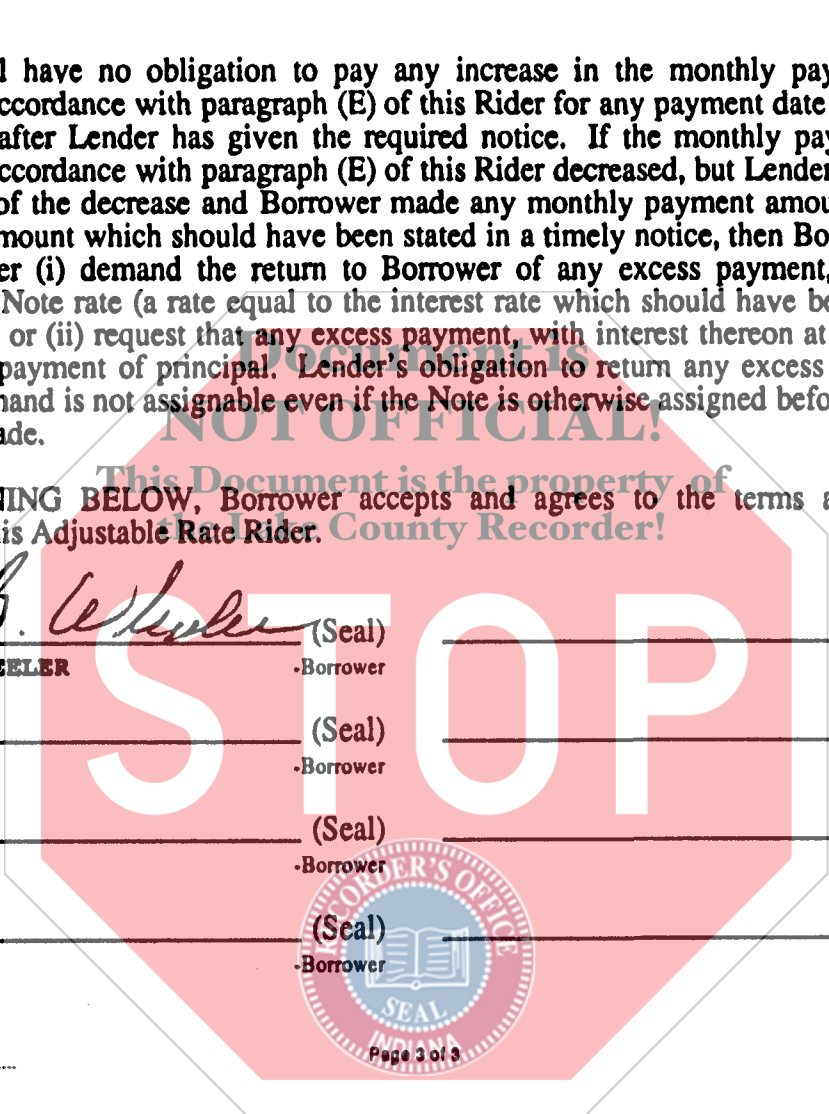 l have no obligation to pay any increase in the monthly pay
ccordance with paragraph (E) of this Rider for any payment date
after Lender has given the required notice. If the monthly pay
ccordance with paragraph (E) of this Rider decreased, but Lender
of the decrease and Borrower made any monthly payment amou
mount which should have been stated in a timely notice, then Bo
er (i) demand the return to Borrower of any excess payment,
Note rate (a rate equal to the interest rate which should have be
or (ii) request that any excess payment, with interest thereon at
Document is
payment of principal. Lender's obligation to return any excess
nand is not assignable even if the Note is otherwise assigned befo
NOT OFFICIAL!
ade.
This Document is the property of
NING BELOW, Borrower accepts and agrees to the terms a
the Lake County Recorder!
is Adjustable Rate Rider.
. Wheeler (Seal)
EELER -Borrower
STOP
(Seal)
-Borrower
(Seal)
-Borrower
RECORDER'S OFFICE
(Seal)
-Borrower
SEAL
INDIANA
Page 3 of 3